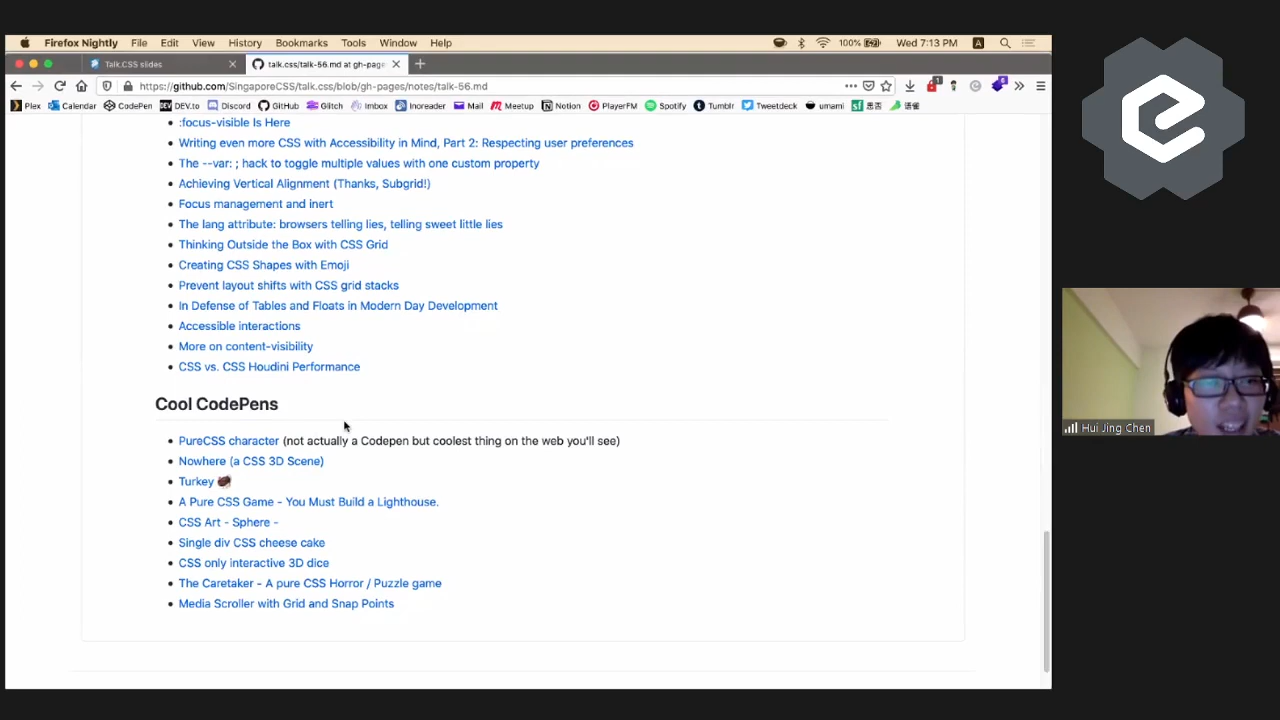 Firefox Nightly File Edit View History Bookmarks Tools Window Help 100% Wed 7:13 PM A
Talk.CSS slides talk.css/talk-56.md at gh-page
https://github.com/SingaporeCSS/talk.css/blob/gh-pages/notes/talk-56.md
Plex Calendar CodePen DEV.to Discord GitHub Glitch Imbox Inoreader Mail Meetup Notion PlayerFM Spotify Tumblr Tweetdeck umami 思否 语雀
:focus-visible Is Here
Writing even more CSS with Accessibility in Mind, Part 2: Respecting user preferences
The --var: ; hack to toggle multiple values with one custom property
Achieving Vertical Alignment (Thanks, Subgrid!)
Focus management and inert
The lang attribute: browsers telling lies, telling sweet little lies
Thinking Outside the Box with CSS Grid
Creating CSS Shapes with Emoji
Prevent layout shifts with CSS grid stacks
In Defense of Tables and Floats in Modern Day Development
Accessible interactions
More on content-visibility
CSS vs. CSS Houdini Performance
Cool CodePens
PureCSS character (not actually a Codepen but coolest thing on the web you'll see)
Nowhere (a CSS 3D Scene)
Turkey
A Pure CSS Game - You Must Build a Lighthouse.
CSS Art - Sphere -
Single div CSS cheese cake
CSS only interactive 3D dice
The Caretaker - A pure CSS Horror / Puzzle game
Media Scroller with Grid and Snap Points
Hui Jing Chen